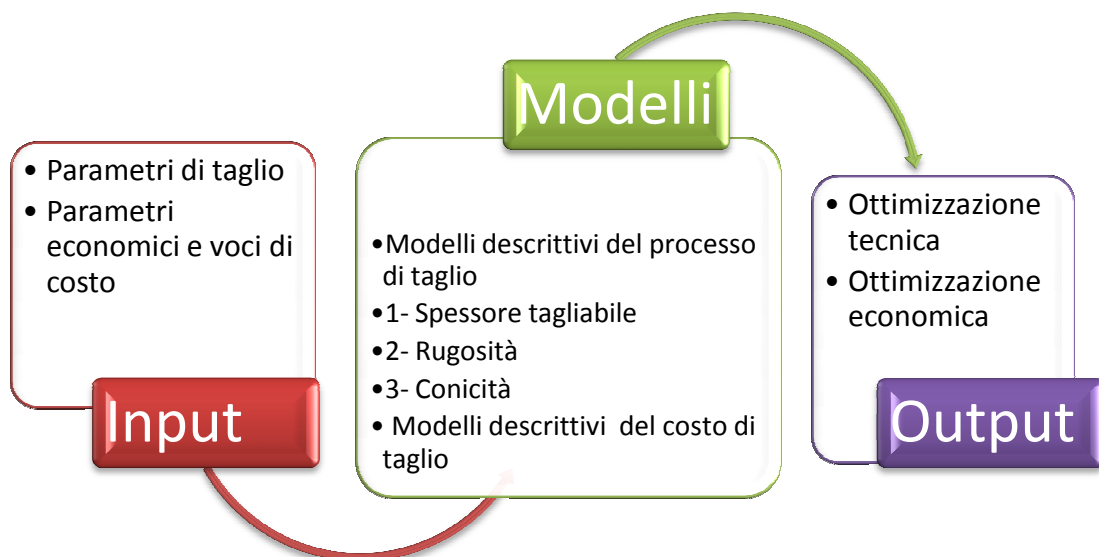 • Parametri di taglio
• Parametri
economici e voci di
costo
Input
Modelli
•Modelli descrittivi del processo
di taglio
•1- Spessore tagliabile
•2- Rugosità
•3- Conicità
• Modelli descrittivi del costo di
taglio
• Ottimizzazione
tecnica
• Ottimizzazione
economica
Output